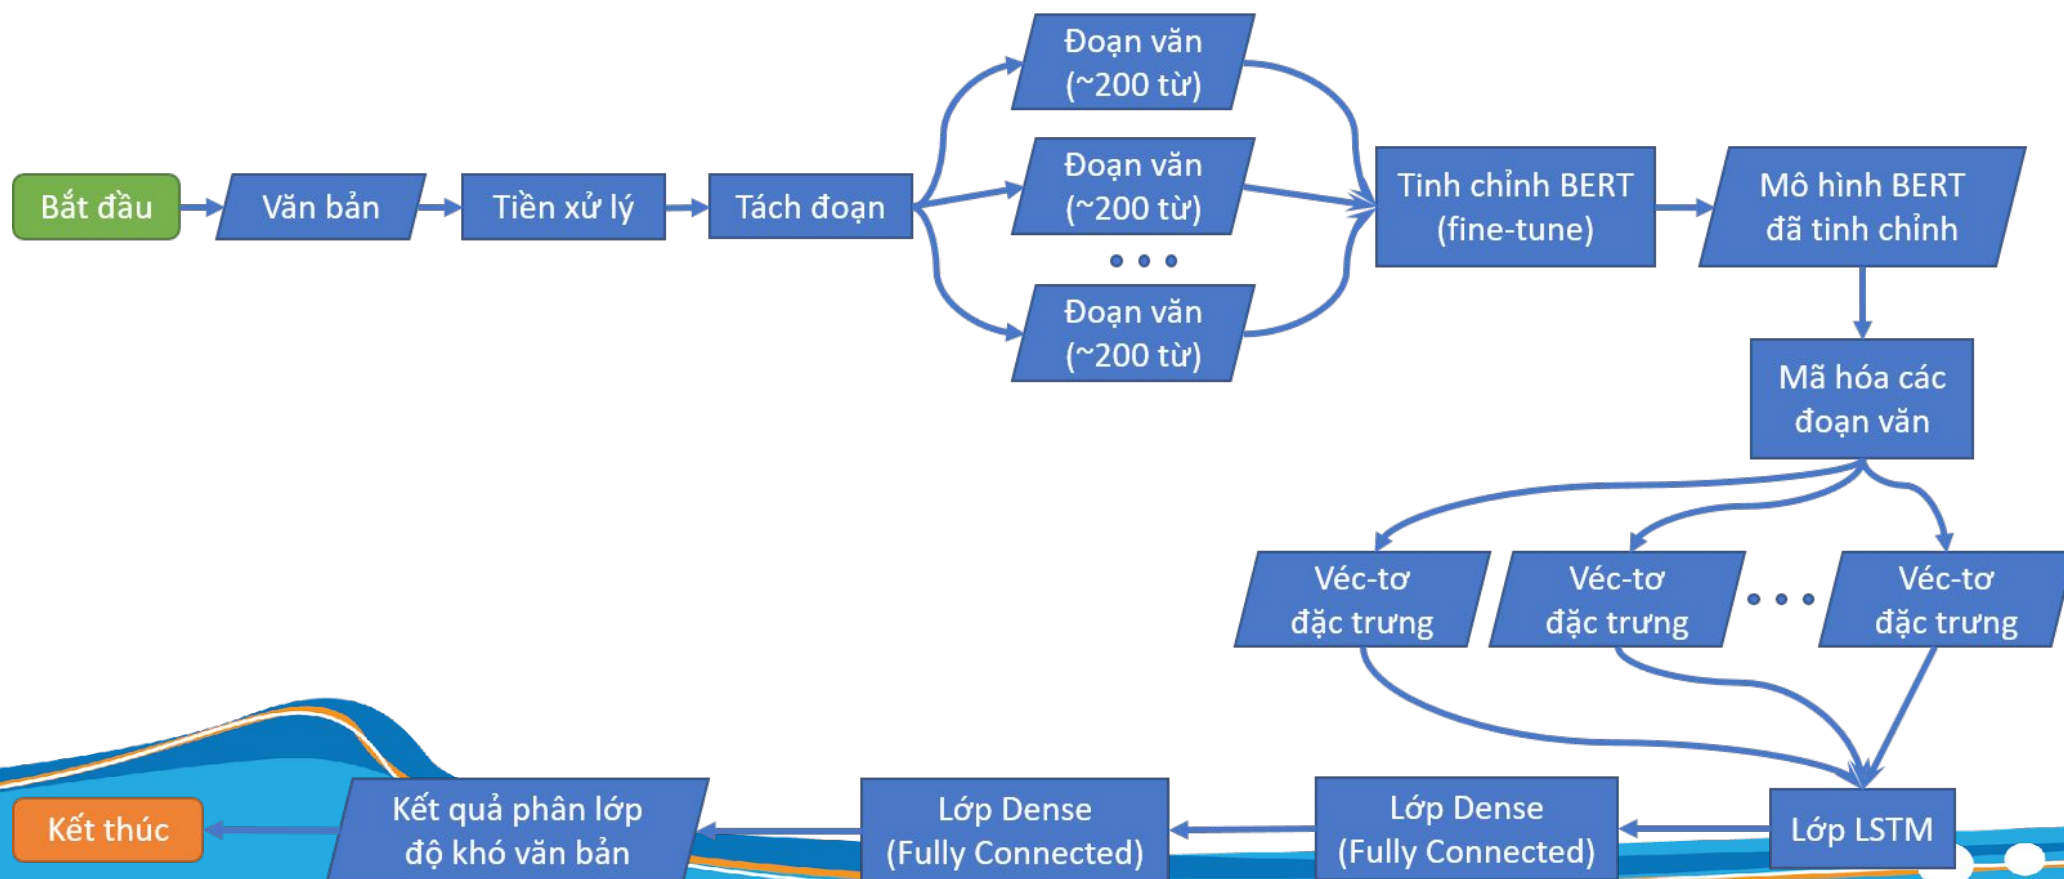 Bắt đầu
Văn bản
Tiền xử lý
Tách đoạn
Đoạn văn
(~200 từ)
Đoạn văn
(~200 từ)
Đoạn văn
(~200 từ)
Tinh chỉnh BERT
(fine-tune)
Mô hình BERT
đã tinh chỉnh
Mã hóa các
đoạn văn
Véc-tơ
đặc trưng
Véc-tơ
đặc trưng
Véc-tơ
đặc trưng
Lớp LSTM
Lớp Dense
(Fully Connected)
Lớp Dense
(Fully Connected)
Kết quả phân lớp
độ khó văn bản
Kết thúc